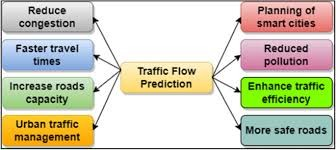 Reduce
congestion
Faster travel
times
Increase roads
capacity
Urban traffic
management
Traffic Flow
Prediction
Planning of
smart cities
Reduced
pollution
Enhance traffic
efficiency
More safe roads